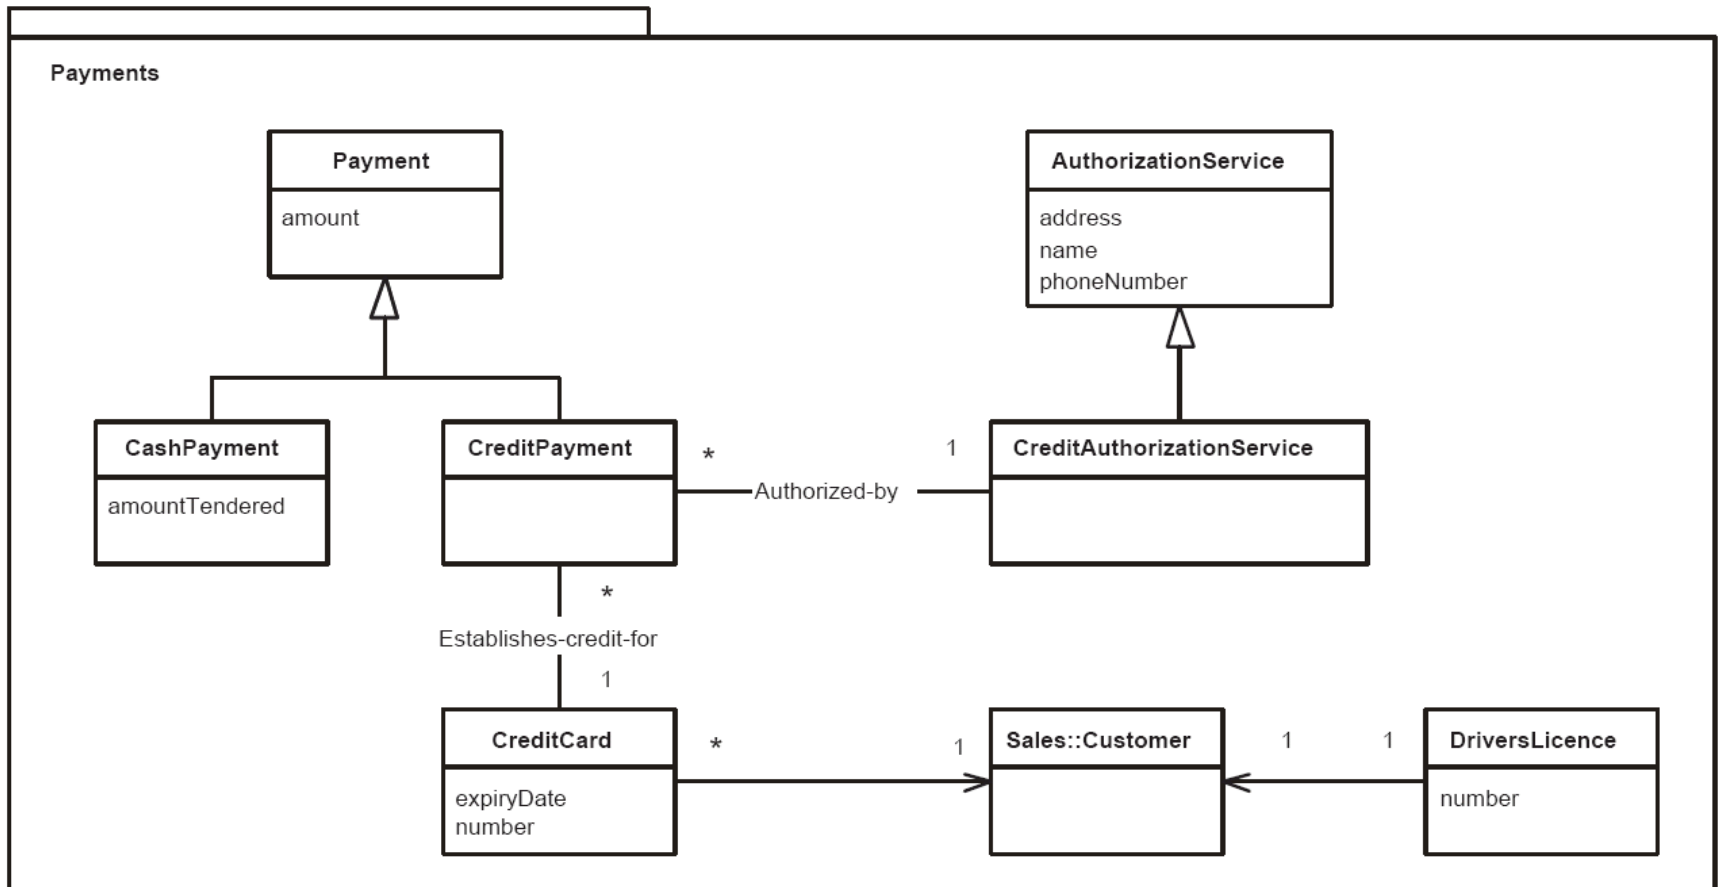 Payments
Payment
amount
AuthorizationService
address
name
phoneNumber
CashPayment
amountTendered
CreditPayment
*
1
Authorized-by
CreditAuthorizationService
*
Establishes-credit-for
1
CreditCard
expiryDate
number
*
1
Sales::Customer
1
1
DriversLicence
number